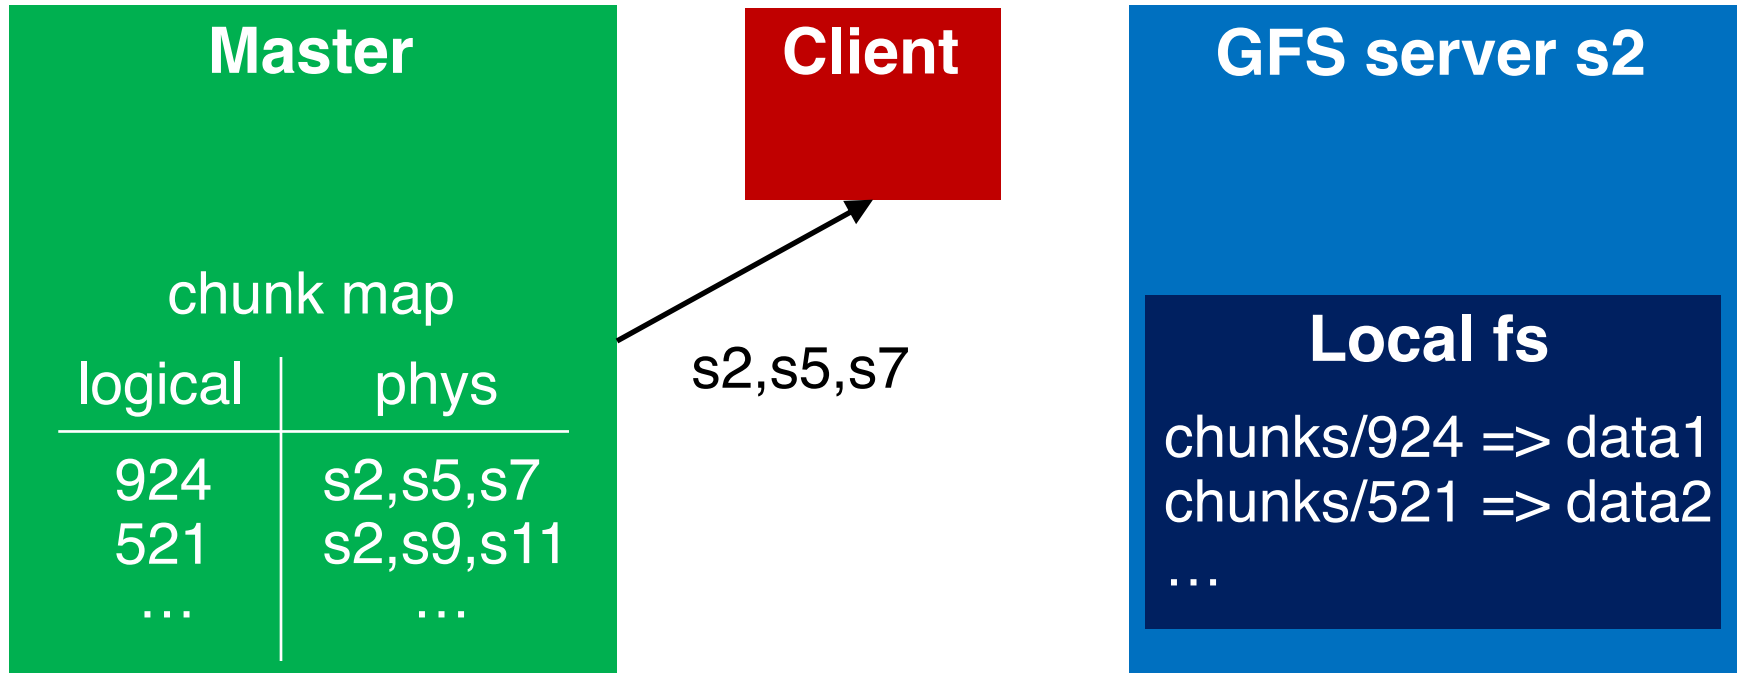 Master
chunk map
logical phys
924 s2,s5,s7
521 s2,s9,s11
… …
Client
s2,s5,s7
GFS server s2
Local fs
chunks/924 => data1
chunks/521 => data2
…